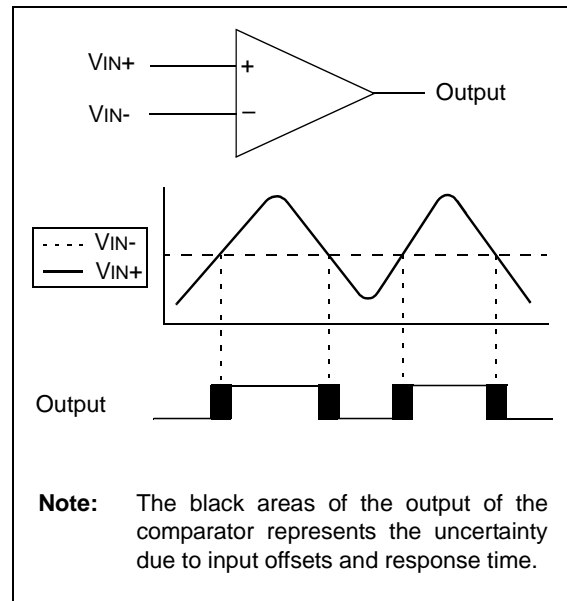 VIN+
+
Output
VIN-
–
VIN-
VIN+
Output
Note: The black areas of the output of the
comparator represents the uncertainty
due to input offsets and response time.